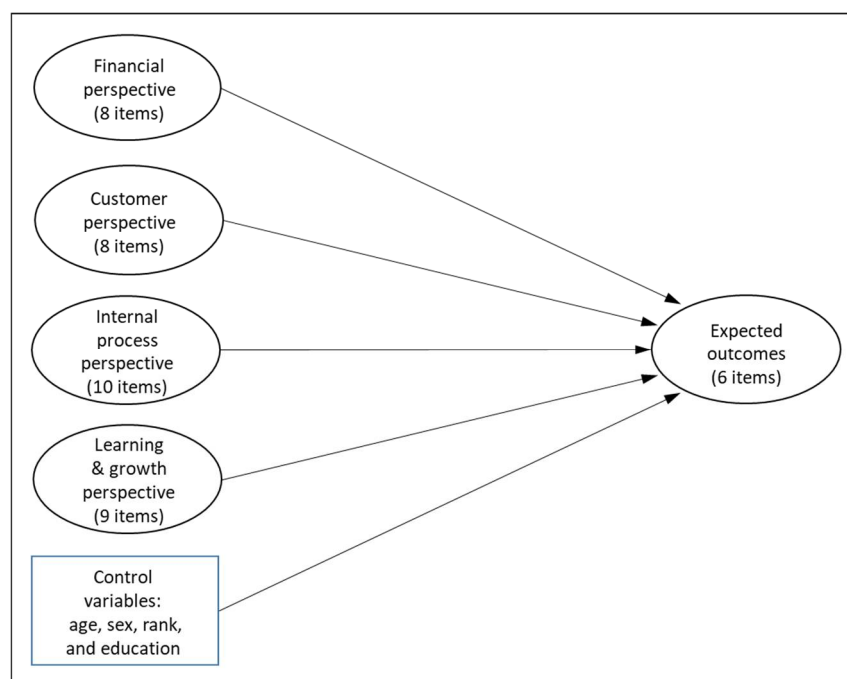 Financial
perspective
(8 items)
Customer
perspective
(8 items)
Internal
process
perspective
(10 items)
Learning
& growth
perspective
(9 items)
Control
variables:
age, sex, rank,
and education
Expected
outcomes
(6 items)